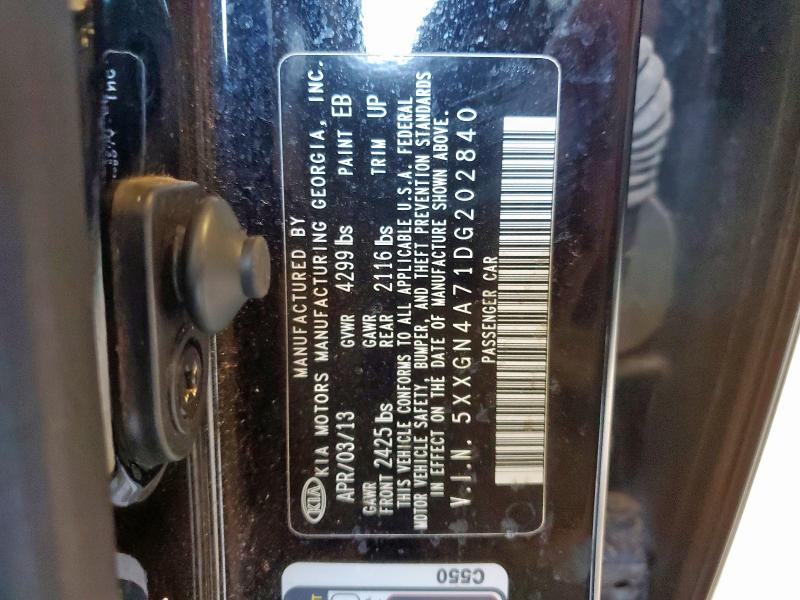 MANUFACTURED BY
KIA KIA MOTORS MANUFACTURING GEORGIA, INC.
APR/03/13 GVWR 4299 lbs PAINT EB
GAWR FRONT 2425 lbs GAWR REAR 2116 lbs TRIM UP
THIS VEHICLE CONFORMS TO ALL APPLICABLE U.S.A. FEDERAL
MOTOR VEHICLE SAFETY, BUMPER, AND THEFT PREVENTION STANDARDS
IN EFFECT ON THE DATE OF MANUFACTURE SHOWN ABOVE.
V.I.N. 5XXGN4A71DG202840
PASSENGER CAR
C550